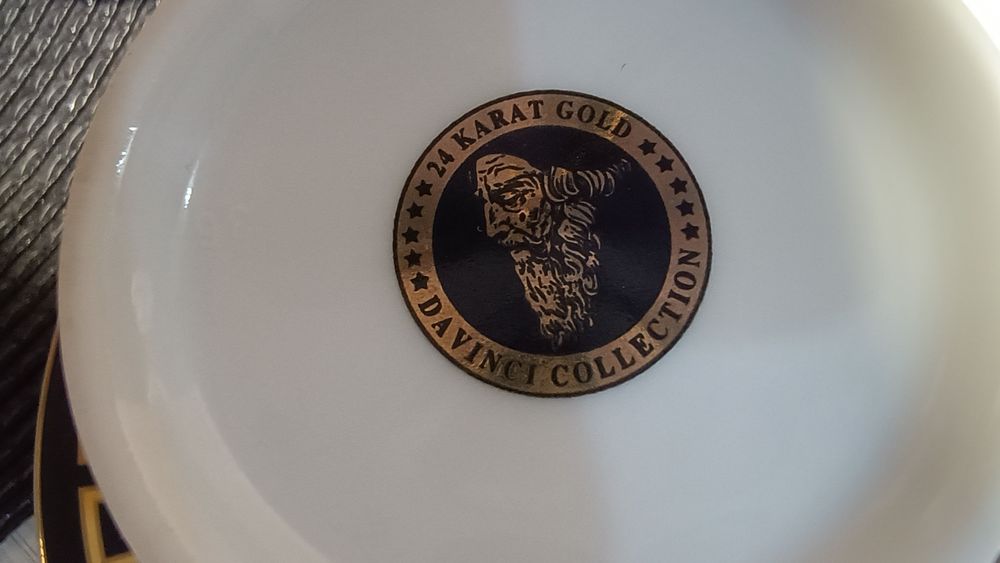 24 KARAT GOLD
DAVINCI COLLECTION